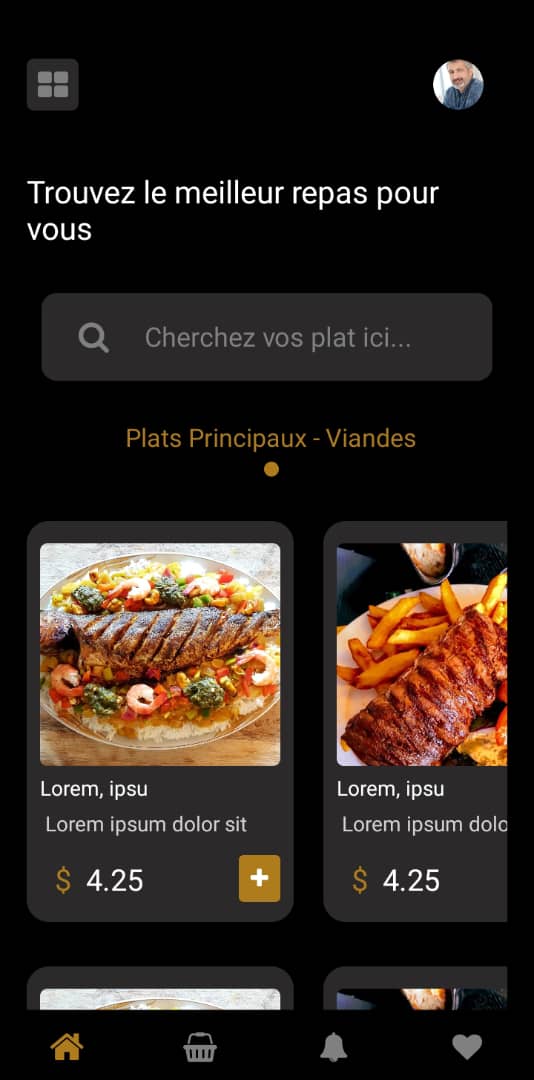 Trouvez le meilleur repas pour
vous
Cherchez vos plat ici...
Plats Principaux - Viandes
Lorem, ipsu
Lorem ipsum dolor sit
$ 4.25
+
Lorem, ipsu
Lorem ipsum dolo
$ 4.25